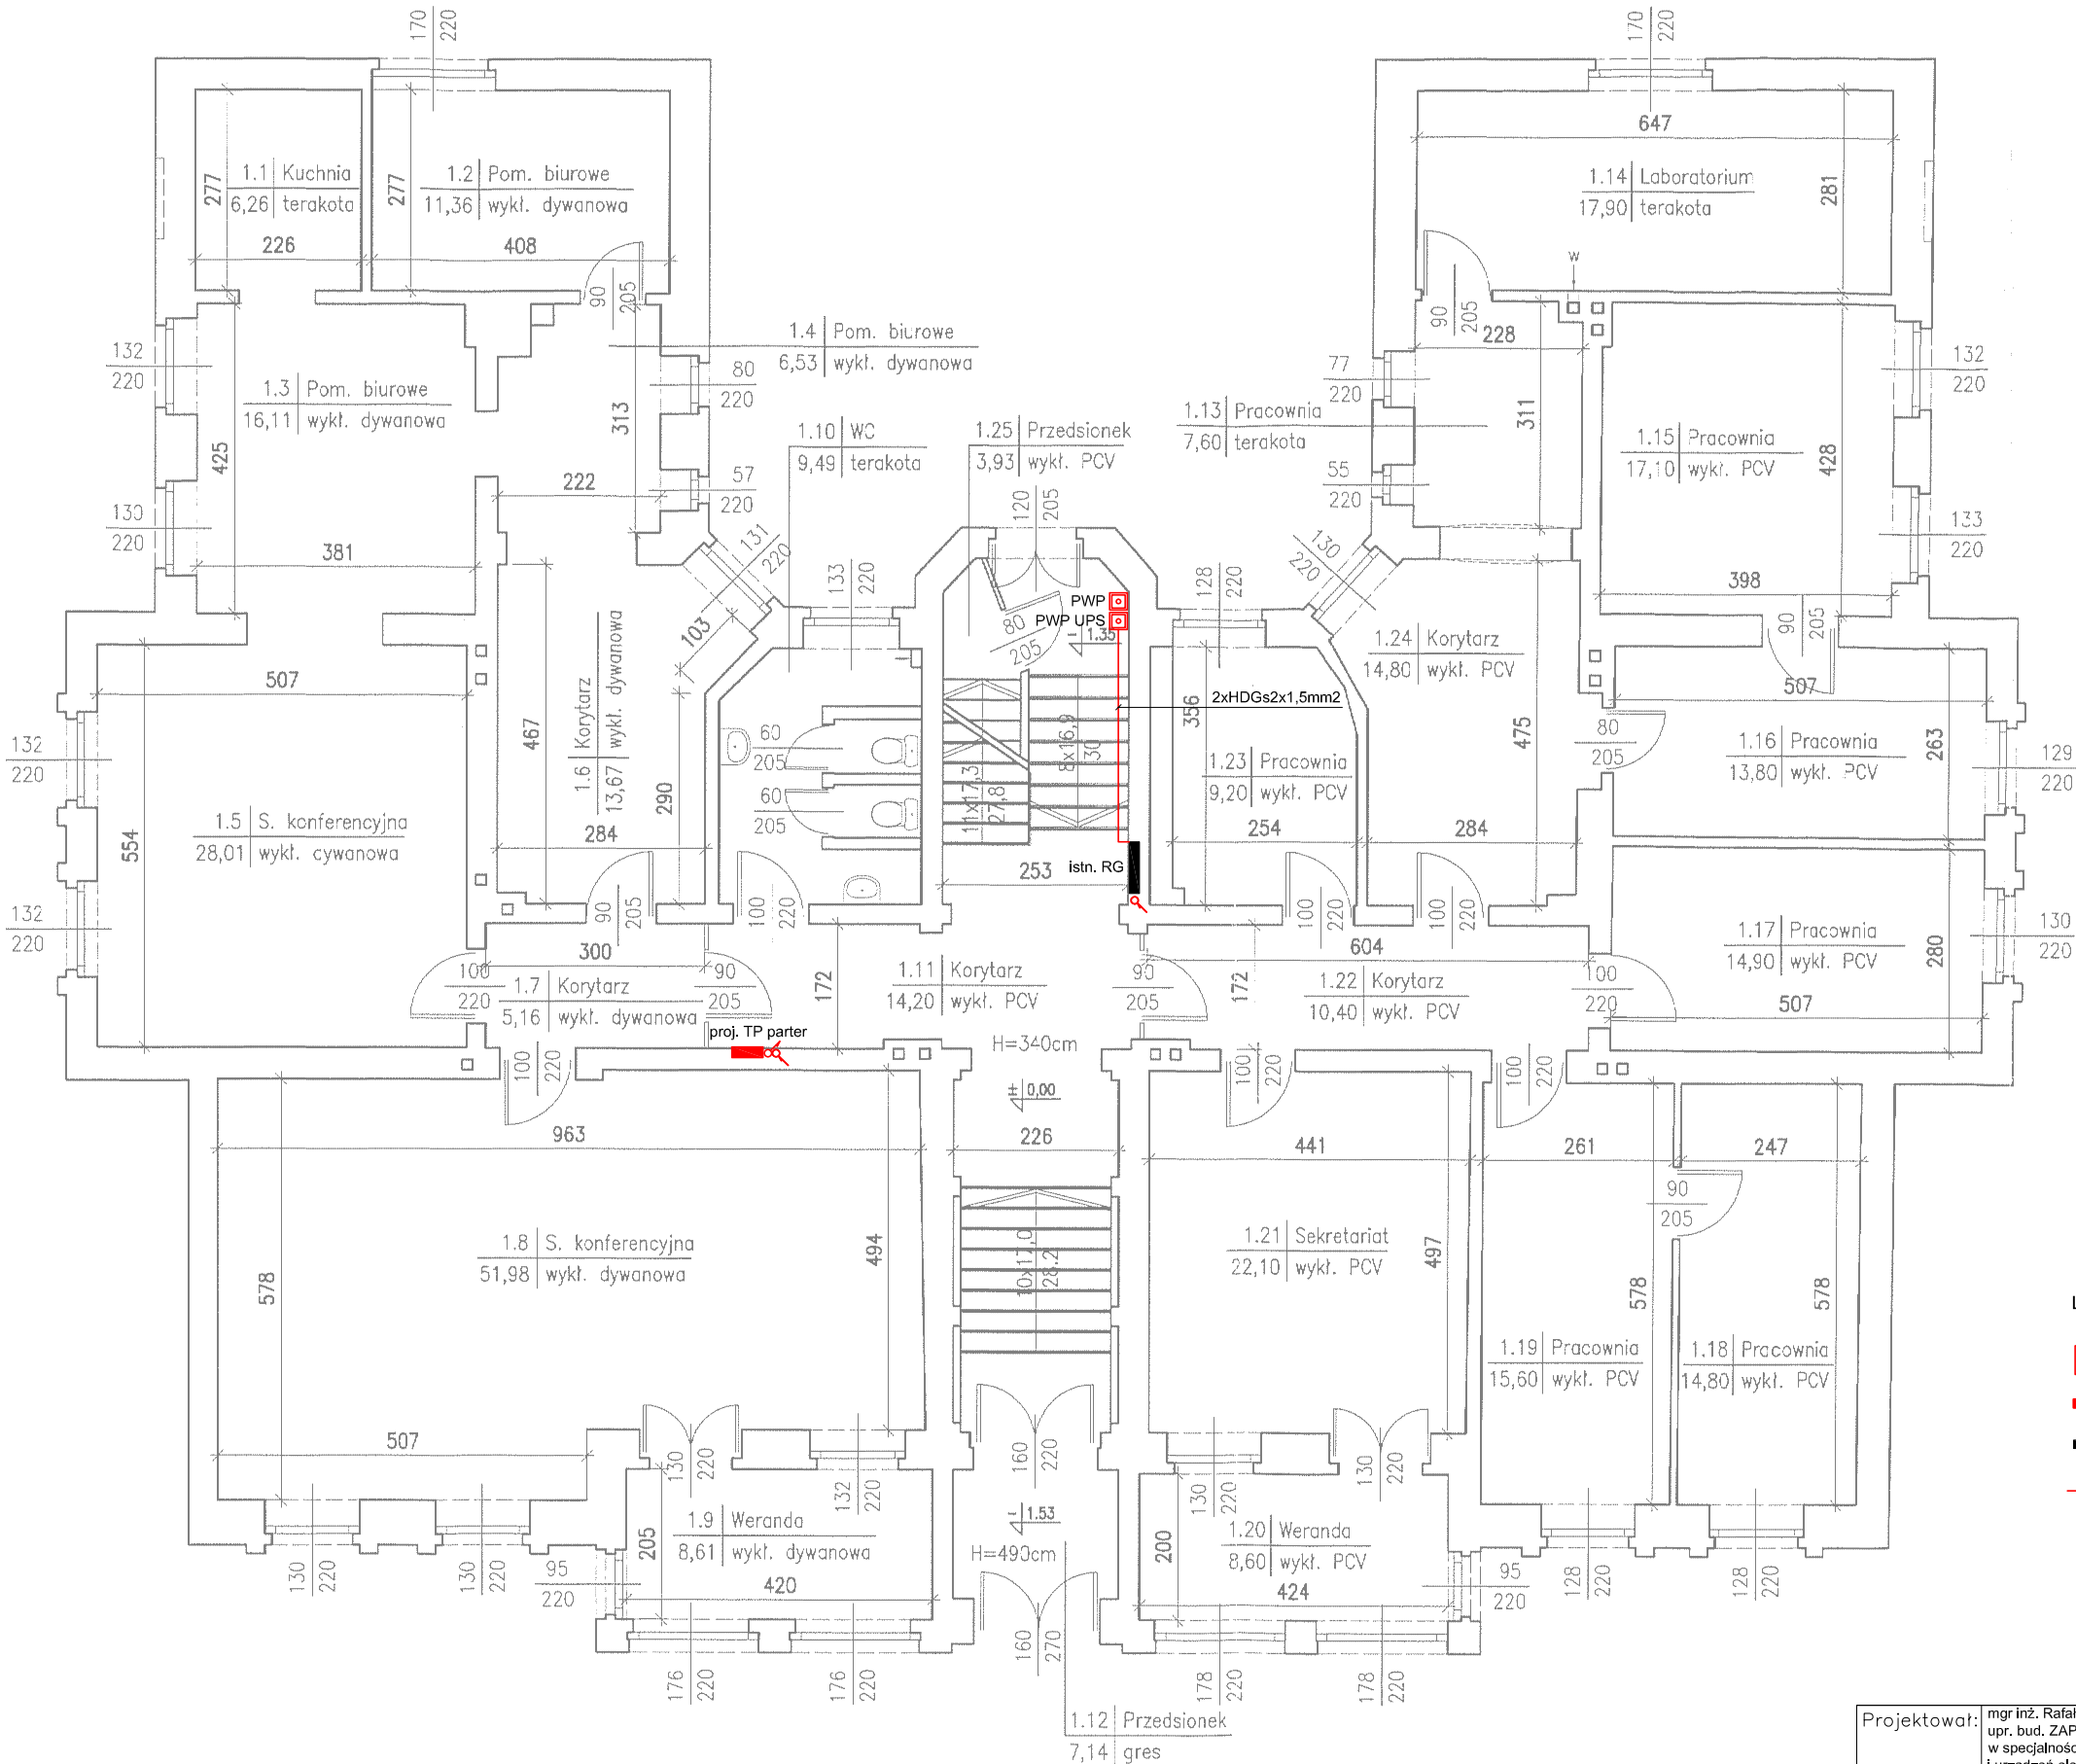 170 220
170 220
647
1.1 Kuchnia
6,26 terakota
277
226
1.2 Pom. biurowe
11,36 wykł. dywanowa
277
408
90 205
1.14 Laboratorium
17,90 terakota
281
w
90 205
228
1.4 Pom. biurowe
6,53 wykł. dywanowa
132 220
1.3 Pom. biurowe
16,11 wykł. dywanowa
425
80 220
313
77 220
311
132 220
1.13 Pracownia
7,60 terakota
1.10 WC
9,49 terakota
1.25 Przedsionek
3,93 wykł. PCV
1.15 Pracownia
17,10 wykł. PCV
428
57 220
222
55 220
120 205
130 220
133 220
381
131 220
130 220
133 220
128 220
398
PWP
PWP UPS
80 205
1.35
103
90 205
1.24 Korytarz
14,80 wykł. PCV
507
507
2xHDGs2x1,5mm2
356
467
1.6 Korytarz
13,67 wykł. dywanowa
290
284
60 205
60 205
8x16,9
30
11x17,3
27,8
475
80 205
1.16 Pracownia
13,80 wykł. PCV
263
129 220
132 220
1.23 Pracownia
9,20 wykł. PCV
254
284
1.5 S. konferencyjna
28,01 wykł. cywanowa
554
253
istn. RG
90 205
100 220
100 220
100 220
132 220
1.17 Pracownia
14,90 wykł. PCV
280
130 220
300
604
100 220
1.7 Korytarz
5,16 wykł. dywanowa
90 205
172
1.11 Korytarz
14,20 wykł. PCV
90 205
172
1.22 Korytarz
10,40 wykł. PCV
100 220
507
proj. TP parter
H=340cm
100 220
± 0,00
100 220
100 220
963
226
441
261
247
90 205
1.8 S. konferencyjna
51,98 wykł. dywanowa
494
578
10x17,0
28,2
1.21 Sekretariat
22,10 wykł. PCV
497
578
578
1.19 Pracownia
15,60 wykł. PCV
1.18 Pracownia
14,80 wykł. PCV
L
507
130 220
132 220
160 220
130 220
130 220
1.53
1.9 Weranda
8,61 wykł. dywanowa
205
420
H=490cm
1.20 Weranda
8,60 wykł. PCV
200
424
130 220
130 220
95 220
95 220
128 220
128 220
176 220
176 220
160 270
178 220
178 220
1.12 Przedsionek
7,14 gres
Projektował: mgr inż. Rafał
upr. bud. ZAP
w specjalnośc